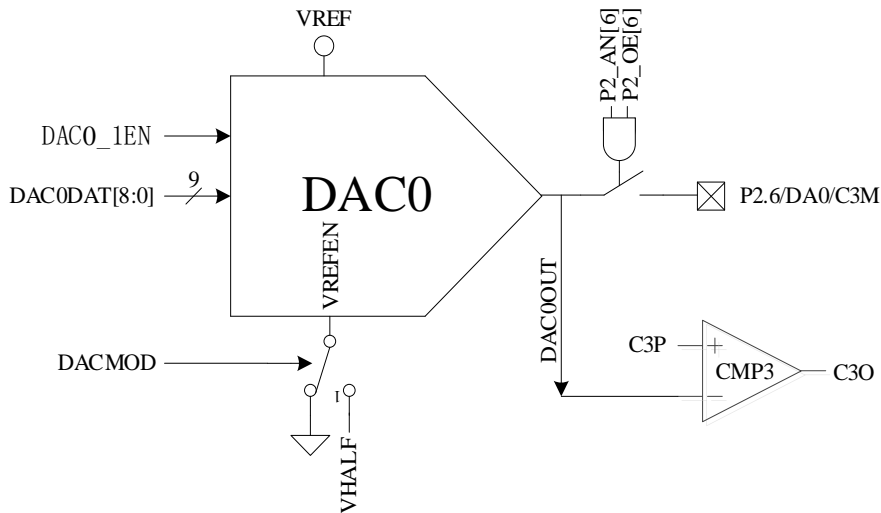 VREF
P2_AN[6]
P2_OE[6]
DAC0_1EN
9
DAC0DAT[8:0]
DAC0
P2.6/DA0/C3M
VREFEN
DAC0OUT
DACMOD
C3P
+
CMP3
C3O
1
VHALF